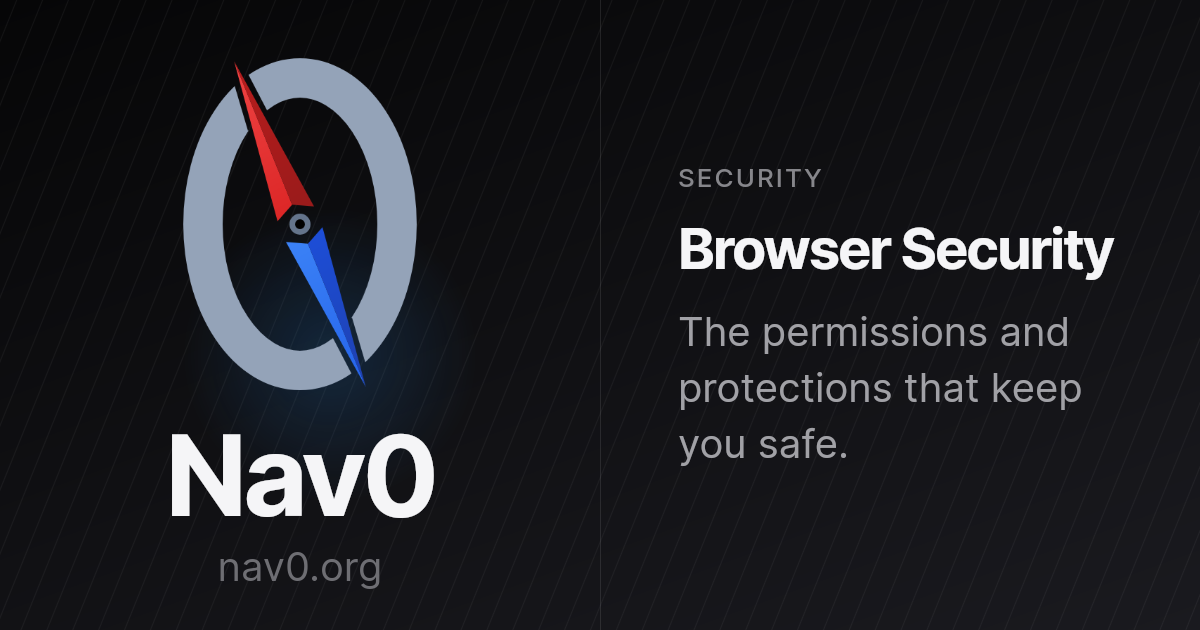 Nav0
nav0.org
SECURITY
Browser Security
The permissions and
protections that keep
you safe.